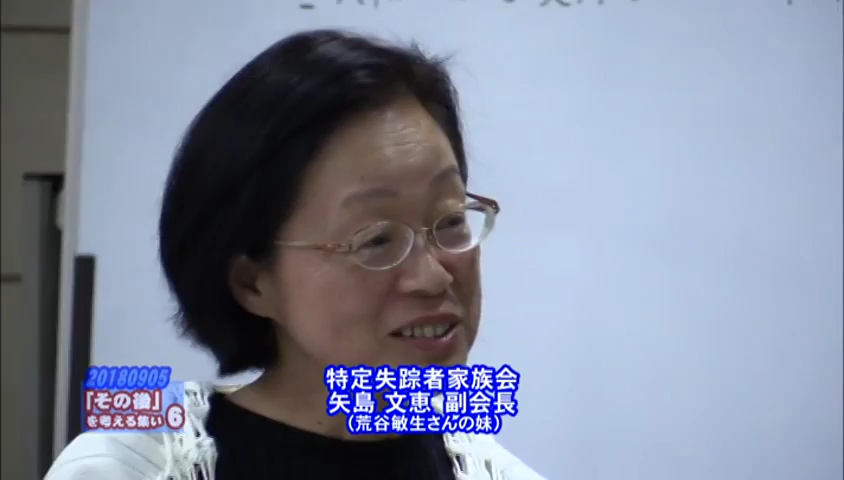 20180905
「その後」
を考える集い 6
特定失踪者家族会
矢島 文恵 副会長
(荒谷敏生さんの妹)